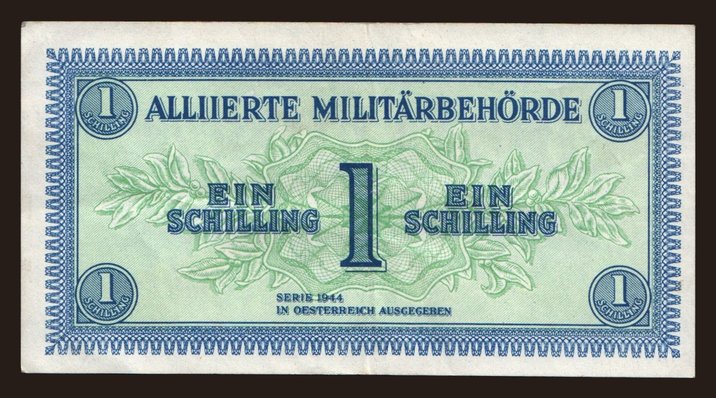 1 SCHILLING
ALLIIERTE MILITÄRBEHÖRDE
1 SCHILLING
EIN SCHILLING
1
EIN SCHILLING
SERIE 1944
IN OESTERREICH AUSGEGEBEN
1 SCHILLING
1 SCHILLING